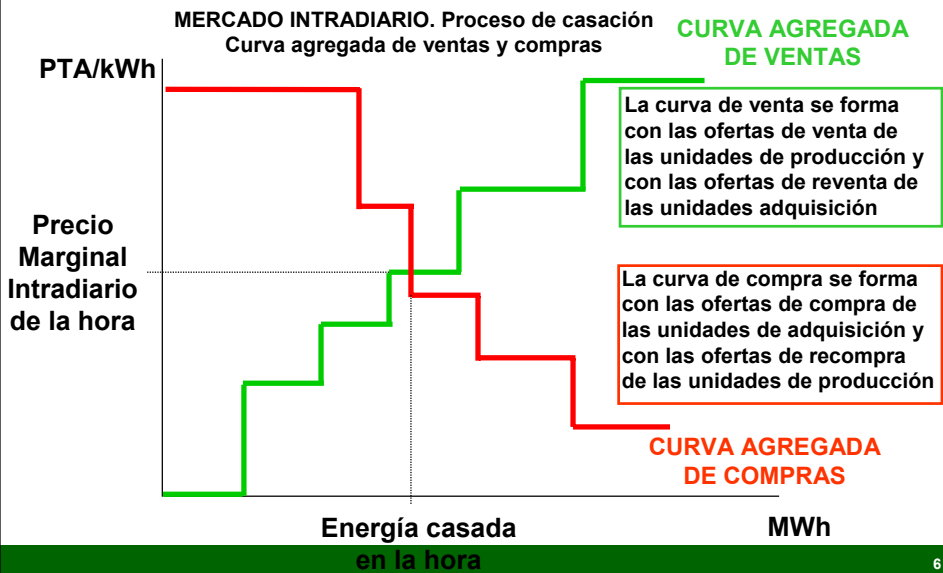 MERCADO INTRADIARIO. Proceso de casación
Curva agregada de ventas y compras
CURVA AGREGADA
DE VENTAS
PTA/kWh
La curva de venta se forma
con las ofertas de venta de
las unidades de producción y
con las ofertas de reventa de
las unidades adquisición
Precio
Marginal
Intradiario
de la hora
La curva de compra se forma
con las ofertas de compra de
las unidades de adquisición y
con las ofertas de recompra
de las unidades de producción
CURVA AGREGADA
DE COMPRAS
Energía casada
en la hora
MWh
6